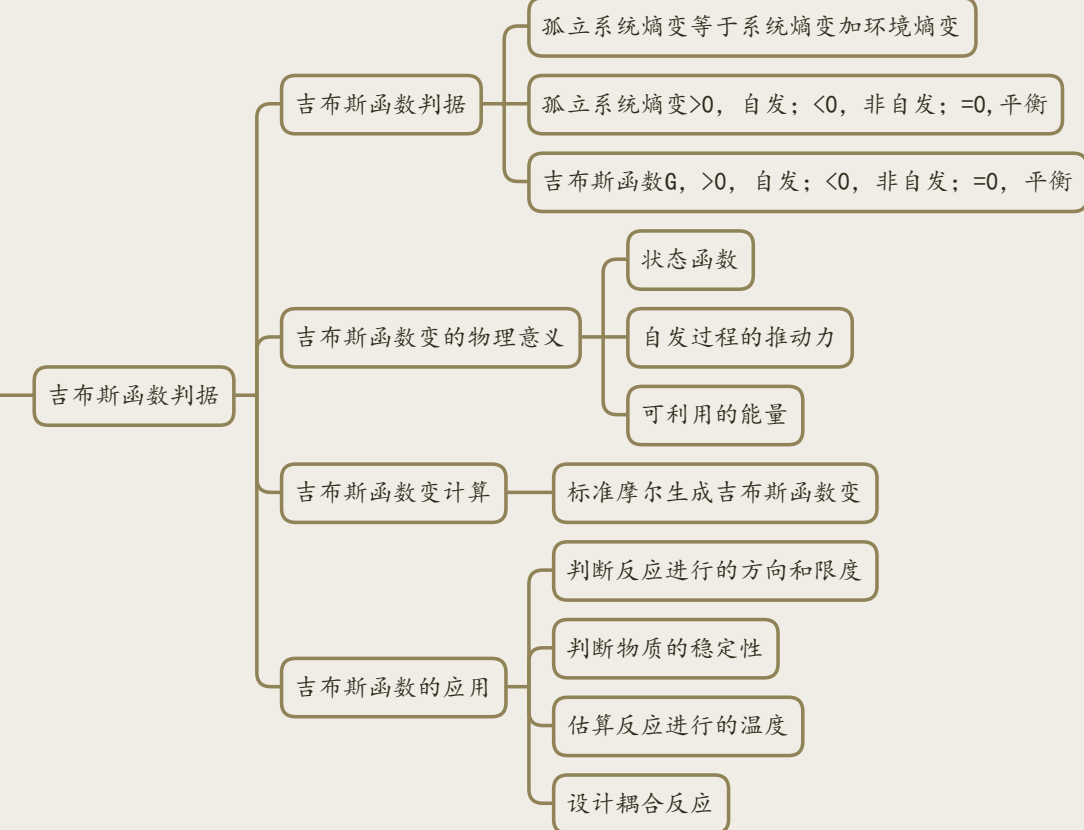 孤立系统熵变等于系统熵变加环境熵变
吉布斯函数判据
孤立系统熵变>0, 自发; <0, 非自发; =0,平衡
吉布斯函数G, >0, 自发; <0, 非自发; =0, 平衡
状态函数
吉布斯函数变的物理意义
自发过程的推动力
吉布斯函数判据
可利用的能量
吉布斯函数变计算
标准摩尔生成吉布斯函数变
判断反应进行的方向和限度
判断物质的稳定性
吉布斯函数的应用
估算反应进行的温度
设计耦合反应